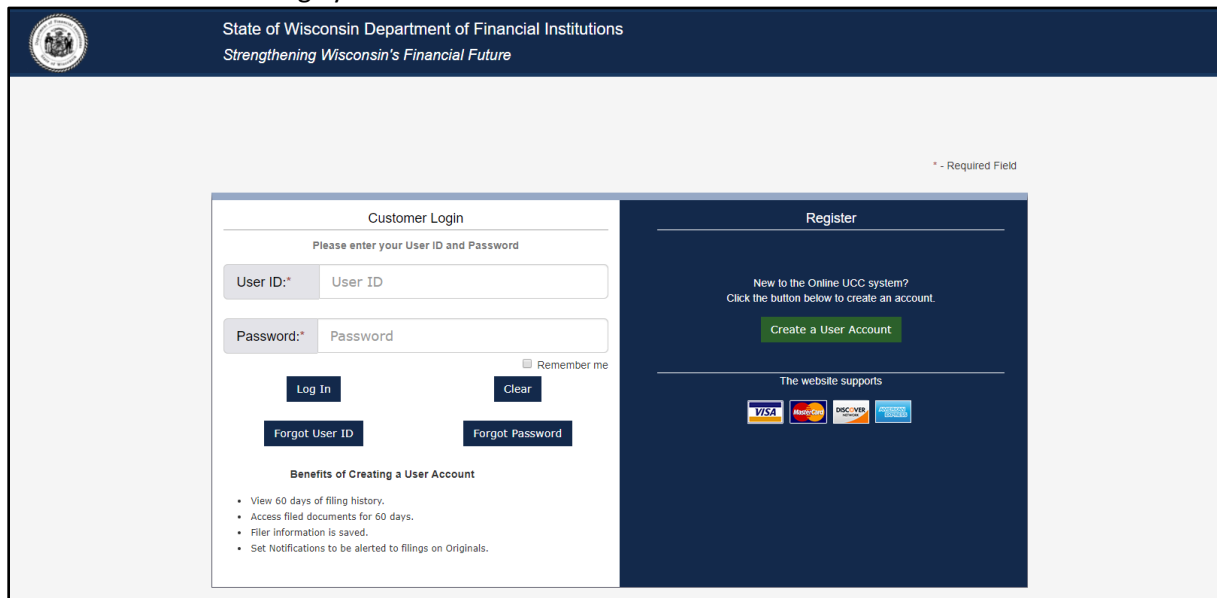 State of Wisconsin Department of Financial Institutions
Strengthening Wisconsin's Financial Future
* - Required Field
Customer Login
Please enter your User ID and Password
User ID:* User ID
Password:* Password
Remember me
Log In Clear
Forgot User ID Forgot Password
Benefits of Creating a User Account
• View 60 days of filing history.
• Access filed documents for 60 days.
• Filer information is saved.
• Set Notifications to be alerted to filings on Originals.
Register
New to the Online UCC system?
Click the button below to create an account.
Create a User Account
The website supports
VISA MasterCard DISCOVER AMERICAN EXPRESS